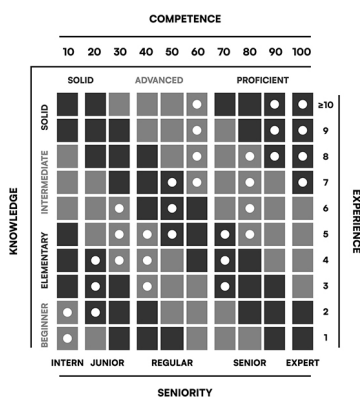 COMPETENCE
10 20 30 40 50 60 70 80 90 100
SOLID ADVANCED PROFICIENT
KNOWLEDGE
SOLID
INTERMEDIATE
ELEMENTARY
BEGINNER
≥10
9
8
7
6
5
4
3
2
1
EXPERIENCE
INTERN JUNIOR REGULAR SENIOR EXPERT
SENIORITY